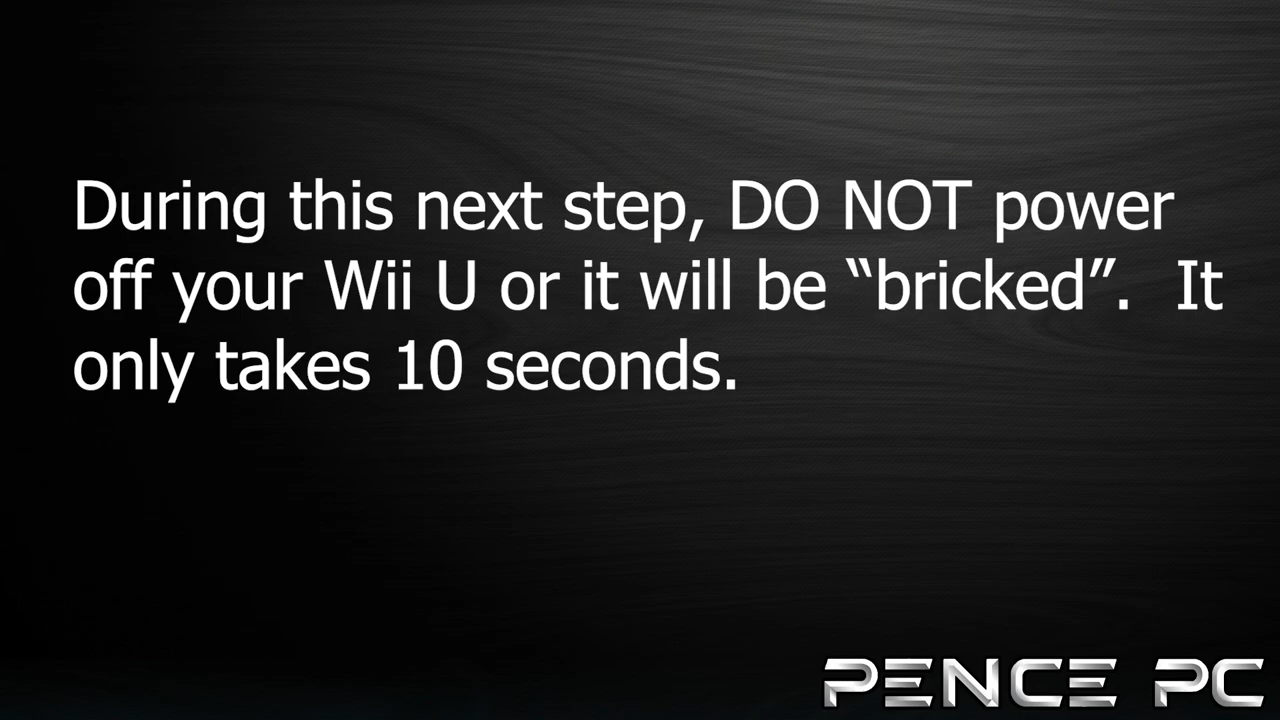 During this next step, DO NOT power
off your Wii U or it will be “bricked”.  It
only takes 10 seconds.
PENCE PC